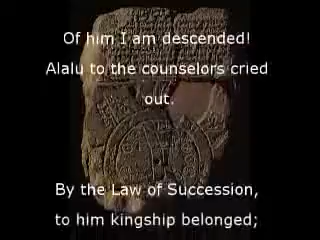 Of him I am descended!
Alalu to the counselors cried
out.
By the Law of Succession,
to him kingship belonged;